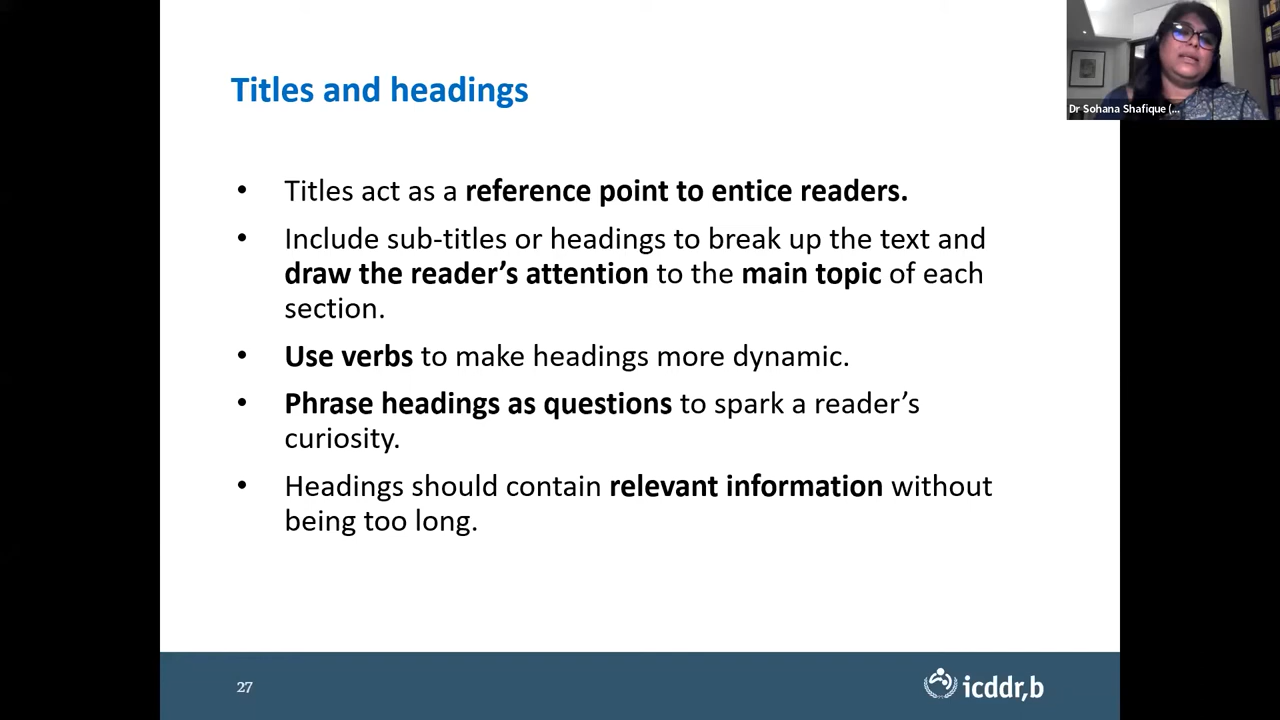 Titles and headings
Dr Sohana Shafique (...
• Titles act as a reference point to entice readers.
• Include sub-titles or headings to break up the text and
draw the reader's attention to the main topic of each
section.
• Use verbs to make headings more dynamic.
• Phrase headings as questions to spark a reader's
curiosity.
• Headings should contain relevant information without
being too long.
27
icddr,b